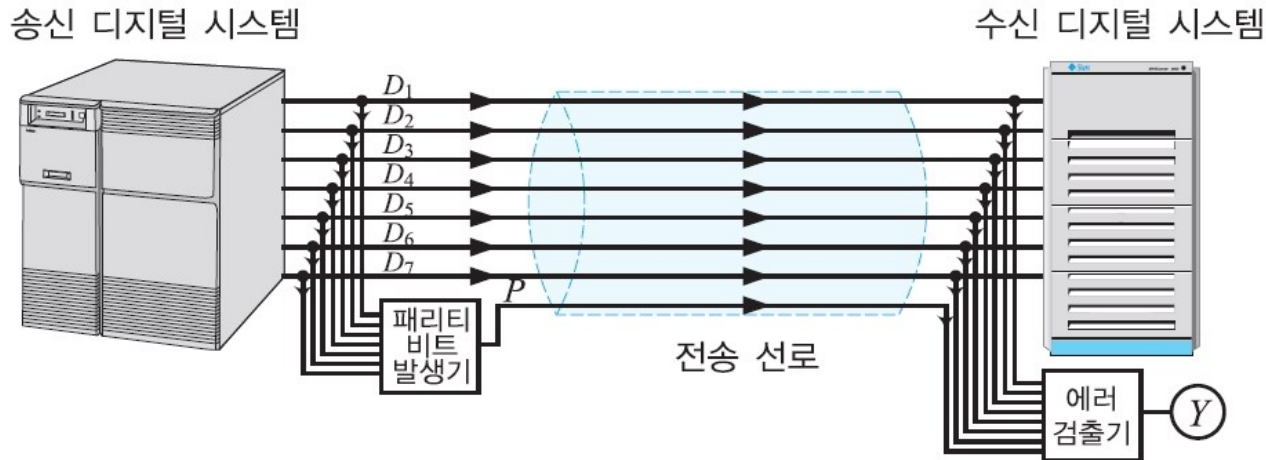 송신 디지털 시스템
수신 디지털 시스템
D1
D2
D3
D4
D5
D6
D7
P
패리티
비트
발생기
전송 선로
에러
검출기
Y
Sun